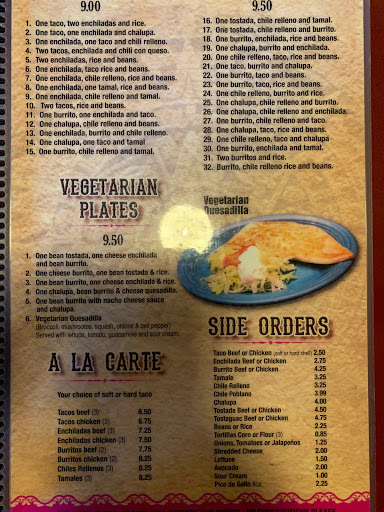 9.00
1. One taco, two enchiladas and rice.
2. One taco, one enchilada and chalupa.
3. One enchilada, one taco and chili relleno.
4. Two tacos, enchilada and chili con queso.
5. Two enchiladas, rice and beans.
6. One enchilada, taco rice and beans.
7. One enchilada, chile relleno, rice and beans.
8. One enchilada, one tamal, rice and beans.
9. One enchilada, chile relleno and tamal.
10. Two tacos, rice and beans.
11. One burrito, one enchilada and taco.
12. One chalupa, chile relleno and beans.
13. One enchilada, burrito and chile relleno.
14. One chalupa, one taco and tamal
15. One burrito, chile relleno and tamal.
9.50
16. One tostada, chile relleno and tamal.
17. One tostada, chile relleno and burrito.
18. One burrito, enchilada, rice and beans.
19. One chalupa, burrito and enchilada.
20. One chile relleno, taco, rice and beans.
21. One taco, burrito and chalupa.
22. One burrito, taco and beans.
23. One burrito, taco, rice and beans.
24. One chile relleno, burrito and rice.
25. One chalupa, chile relleno and burrito.
26. One chalupa, chile relleno and enchilada.
27. One burrito, chile relleno and taco.
28. One chalupa, taco, rice and beans.
29. One chile relleno, taco and chalupa
30. One burrito, enchilada and tamal.
31. Two burritos and rice.
32. Burrito, chile relleno rice and beans.
VEGETARIAN
PLATES
9.50
1. One bean tostada, one cheese enchilada
and bean burrito.
2. One cheese burrito, one bean tostada & rice.
3. One bean burrito, one cheese enchilada & rice.
4. One chalupa, bean burrito & cheese quesadilla.
5. One bean burrito with nacho cheese sauce
and chalupa.
6. Vegetarian Quesadilla
(Broccoli, mushrooms, squash, onions & bell pepper)
Served with lettuce, tomato, guacamole and sour cream.
Vegetarian
Quesadilla
A LA CARTE
Your choice of soft or hard taco
Tacos beef (3) 6.50
Tacos chicken (3) 6.75
Enchiladas beef (3) 7.25
Enchiladas chicken (3) 7.50
Burritos beef (2) 7.75
Burritos chicken (2) 8.25
Chiles Rellenos (3) 8.25
Tamales (3) 8.25
SIDE ORDERS
Taco Beef or Chicken (soft or hard shell) 2.50
Enchilada Beef or Chicken 2.75
Burrito Beef or Chicken 4.25
Tamale 3.25
Chile Relleno 3.25
Chile Poblano 3.99
Chalupa 4.00
Tostada Beef or Chicken 4.50
Tostaguac Beef or Chicken 4.75
Beans or Rice 2.25
Tortillas Corn or Flour (3) 0.85
Onions, Tomatoes or Jalapeños 1.25
Shredded Cheese 2.00
Lettuce 1.50
Avocado 2.00
Sour Cream 1.00
Pico de Gallo 6oz. 2.25